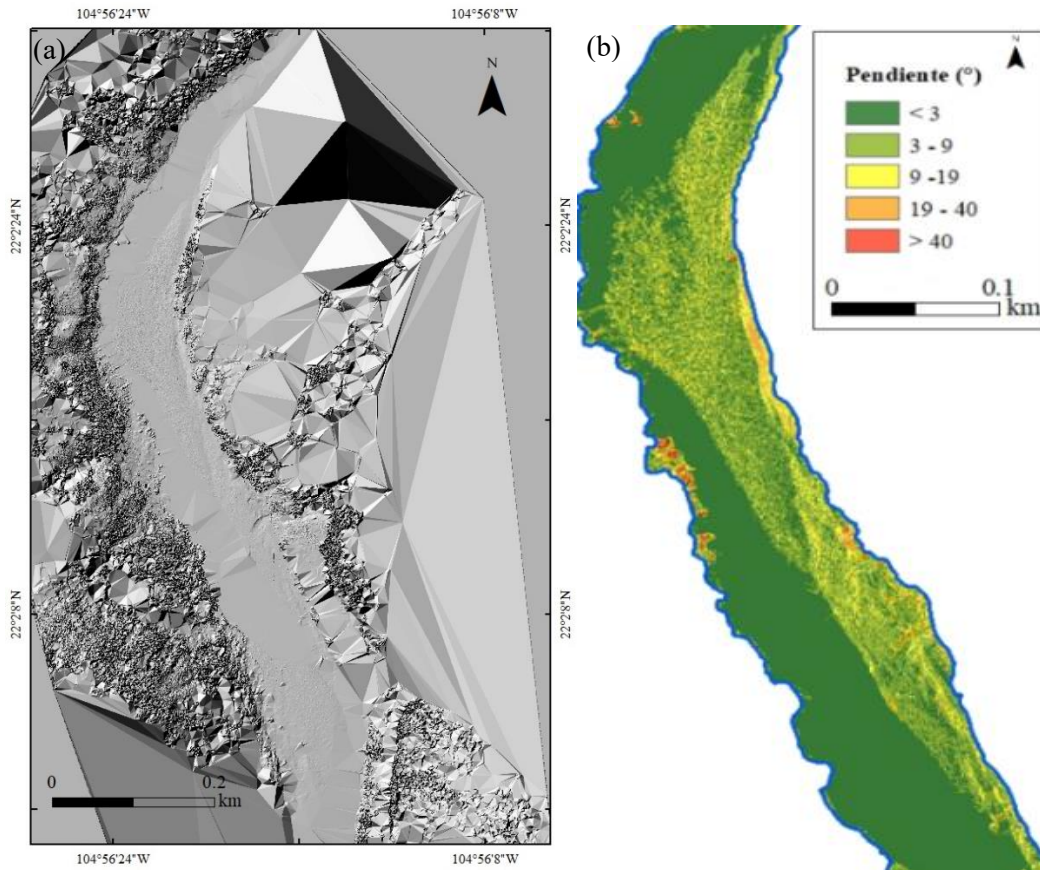 104°56'24"W
104°56'8"W
(a)
N
22°2'24"N
22°2'8"N
0
0.2
km
104°56'24"W
104°56'8"W
22°2'24"N
22°2'8"N
(b)
N
Pendiente (°)
< 3
3 - 9
9 -19
19 - 40
> 40
0
0.1
km